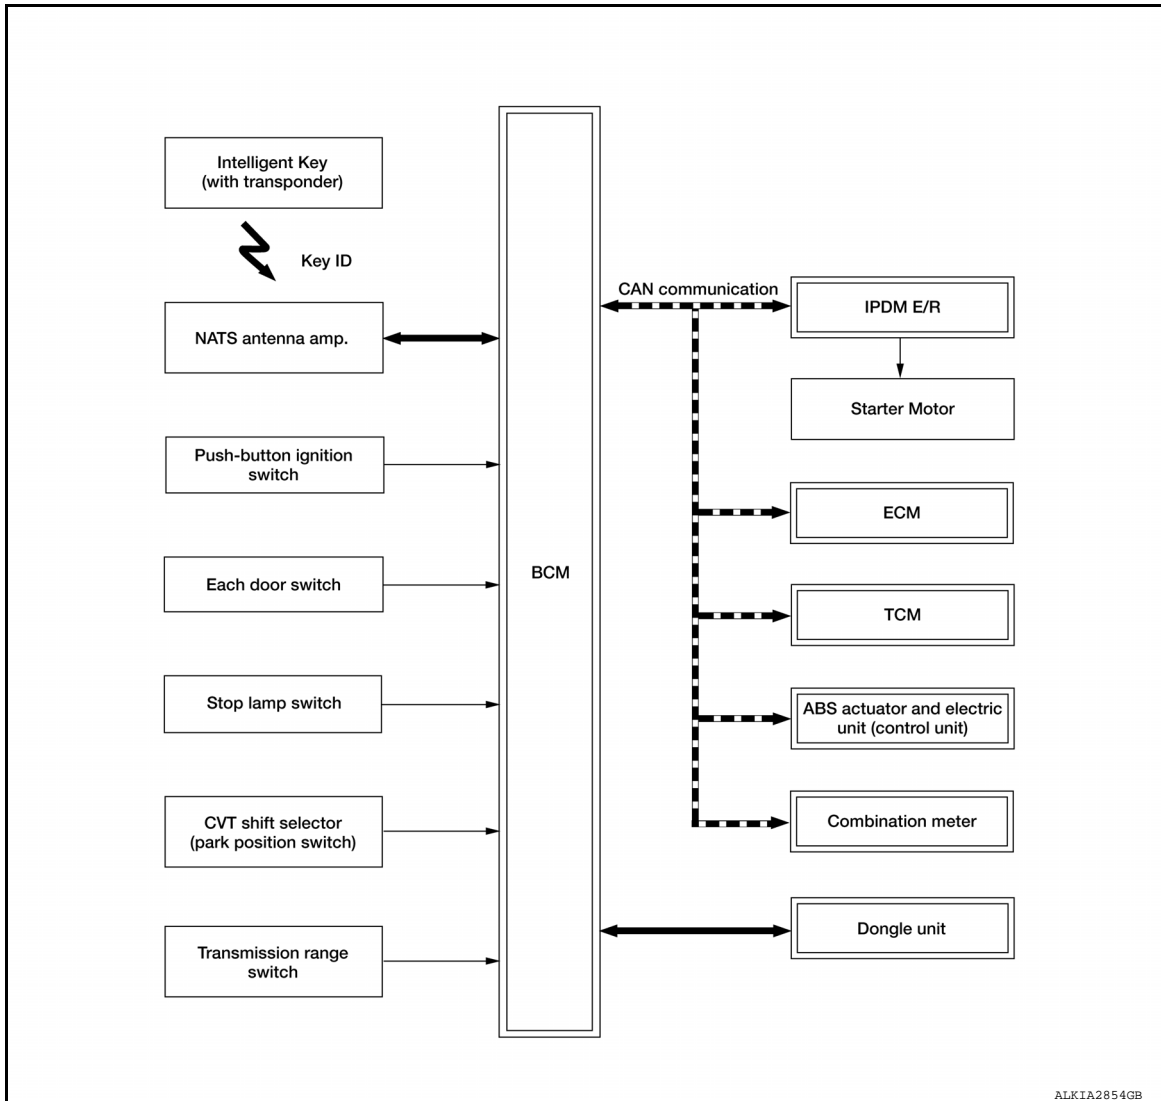 Intelligent Key
(with transponder)
Key ID
NATS antenna amp.
Push-button ignition
switch
Each door switch
Stop lamp switch
CVT shift selector
(park position switch)
Transmission range
switch
BCM
CAN communication
IPDM E/R
Starter Motor
ECM
TCM
ABS actuator and electric
unit (control unit)
Combination meter
Dongle unit
ALKIA2854GB